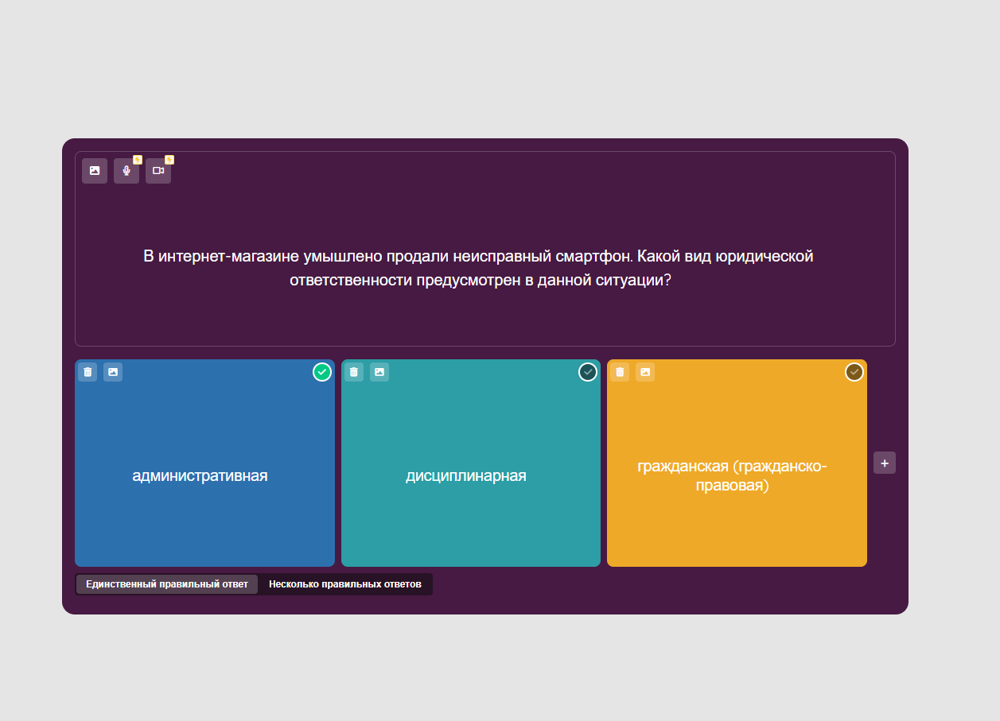 В интернет-магазине умышлено продали неисправный смартфон. Какой вид юридической
ответственности предусмотрен в данной ситуации?
административная
дисциплинарная
гражданская (гражданско-
правовая)
Единственный правильный ответ
Несколько правильных ответов